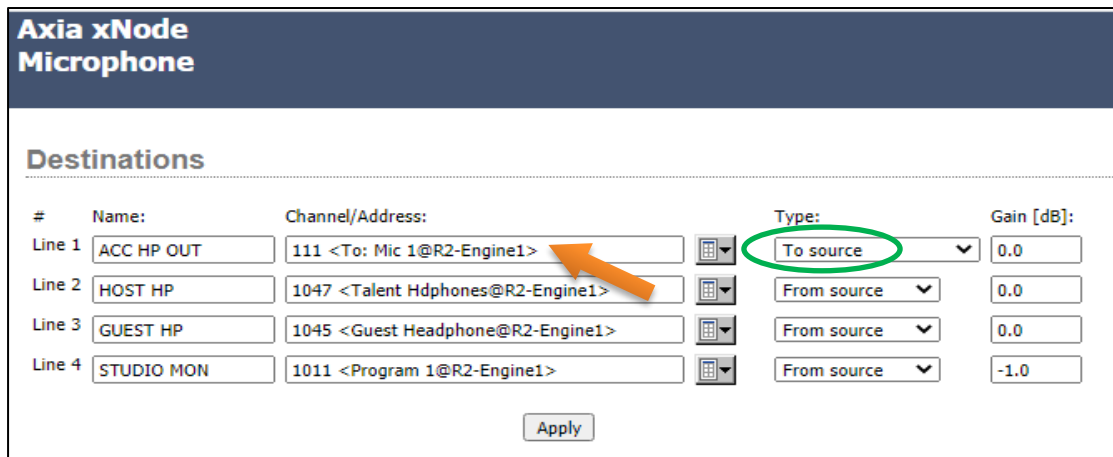 Axia xNode
Microphone
Destinations
# Name: Channel/Address: Type: Gain [dB]:
Line 1 ACC HP OUT 111 <To: Mic 1@R2-Engine1> To source 0.0
Line 2 HOST HP 1047 <Talent Hdphones@R2-Engine1> From source 0.0
Line 3 GUEST HP 1045 <Guest Headphone@R2-Engine1> From source 0.0
Line 4 STUDIO MON 1011 <Program 1@R2-Engine1> From source -1.0
Apply